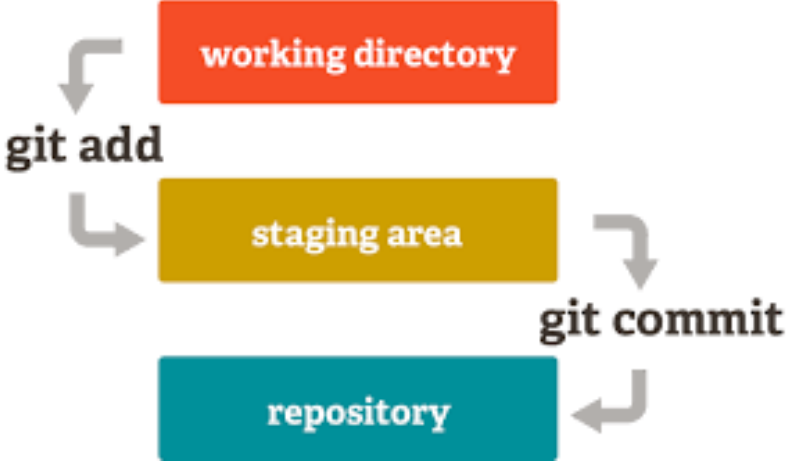 working directory
git add
staging area
git commit
repository